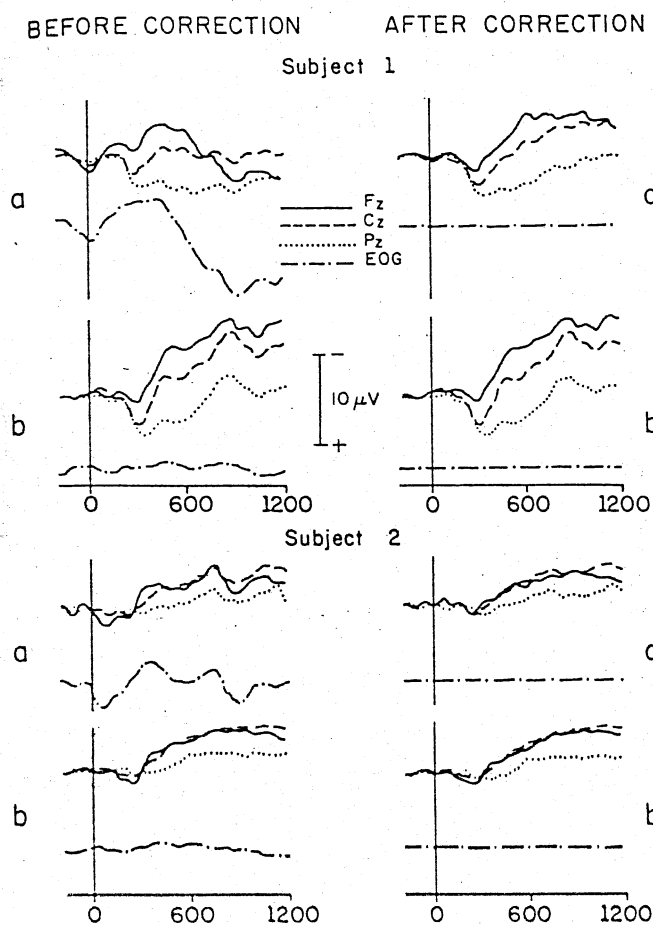 BEFORE CORRECTION AFTER CORRECTION
Subject 1
a
Fz
Cz
Pz
EOG
−
10 μV
+
b b
0 600 1200 0 600 1200
Subject 2
a
b b
0 600 1200 0 600 1200